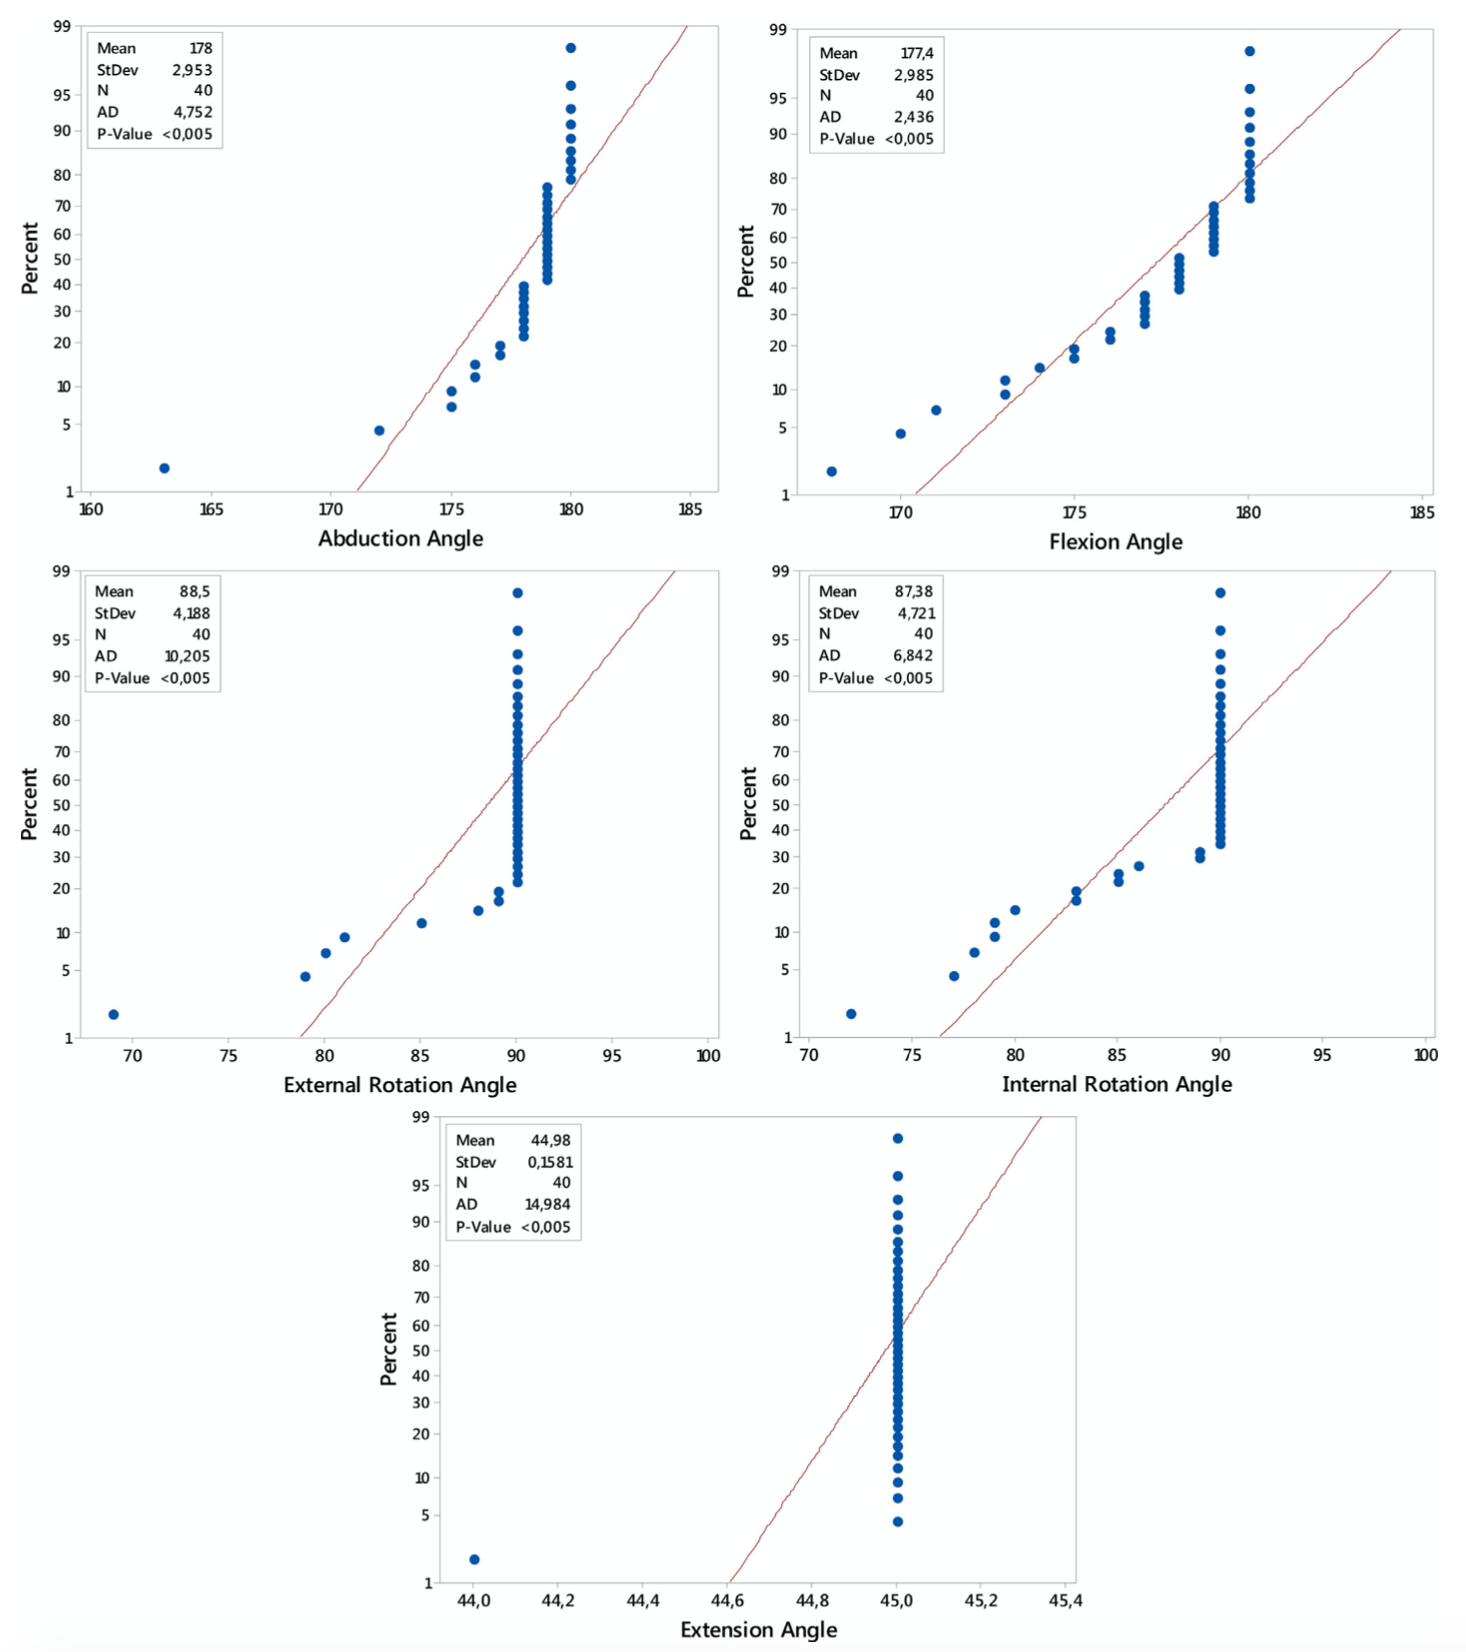 99
95
90
80
70
60
50
40
30
20
10
5
1
Percent
Mean 178
StDev 2,953
N 40
AD 4,752
P-Value <0,005
160 165 170 175 180 185
Abduction Angle
99
95
90
80
70
60
50
40
30
20
10
5
1
Percent
Mean 177,4
StDev 2,985
N 40
AD 2,436
P-Value <0,005
170 175 180 185
Flexion Angle
99
95
90
80
70
60
50
40
30
20
10
5
1
Percent
Mean 88,5
StDev 4,188
N 40
AD 10,205
P-Value <0,005
70 75 80 85 90 95 100
External Rotation Angle
99
95
90
80
70
60
50
40
30
20
10
5
1
Percent
Mean 87,38
StDev 4,721
N 40
AD 6,842
P-Value <0,005
70 75 80 85 90 95 100
Internal Rotation Angle
99
95
90
80
70
60
50
40
30
20
10
5
1
Percent
Mean 44,98
StDev 0,1581
N 40
AD 14,984
P-Value <0,005
44,0 44,2 44,4 44,6 44,8 45,0 45,2 45,4
Extension Angle